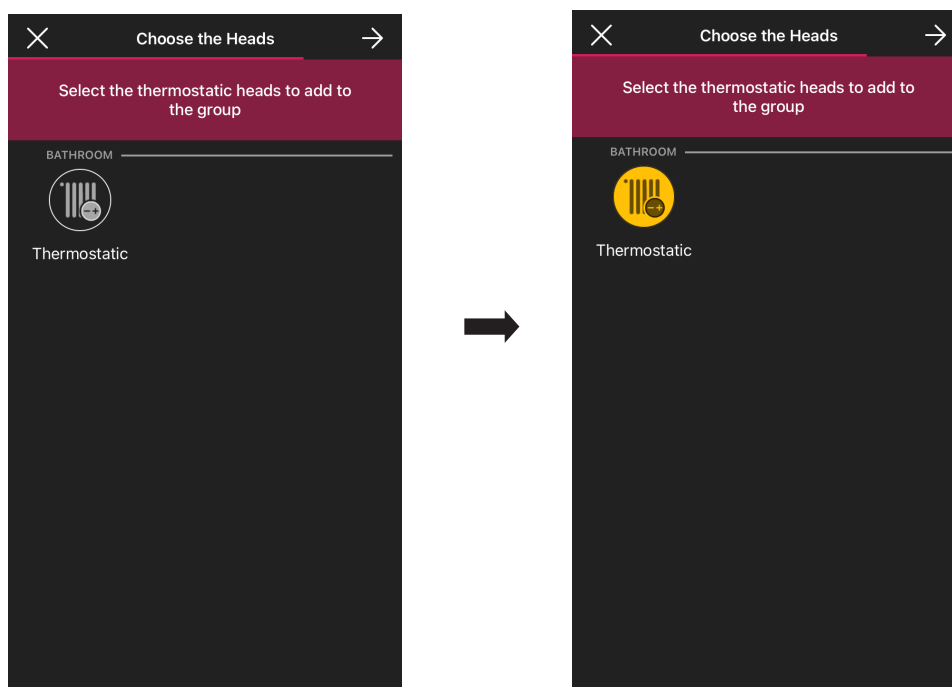 Choose the Heads
Select the thermostatic heads to add to
the group
BATHROOM
Thermostatic
Choose the Heads
Select the thermostatic heads to add to
the group
BATHROOM
Thermostatic